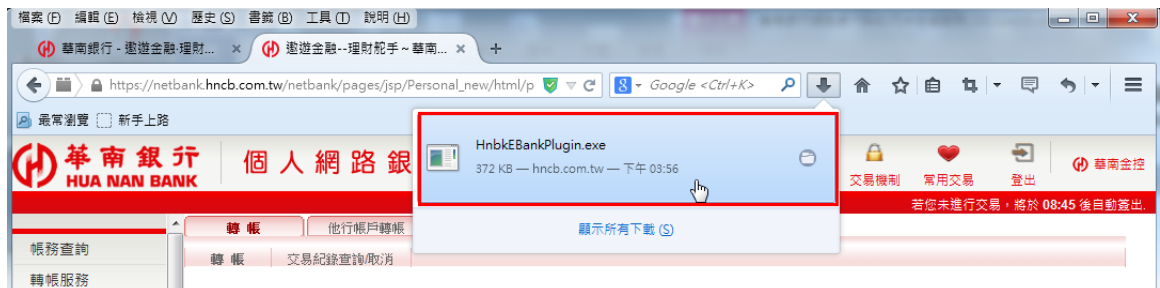 檔案(F) 編輯(E) 檢視(V) 歷史(S) 書籤(B) 工具(T) 說明(H)
華南銀行 - 遨遊金融‧理財... × 遨遊金融--理財舵手~華南... × +
https://netbank.hncb.com.tw/netbank/pages/jsp/Personal_new/html/p Google <Ctrl+K>
最常瀏覽 新手上路
HnbkEBankPlugin.exe
372 KB — hncb.com.tw — 下午 03:56
顯示所有下載(S)
華南銀行 個人網路銀
HUA NAN BANK
交易機制 常用交易 登出 華南金控
若您未進行交易，將於 08:45 後自動簽出.
轉帳 他行帳戶轉帳
帳務查詢
轉帳 交易紀錄查詢/取消
轉帳服務